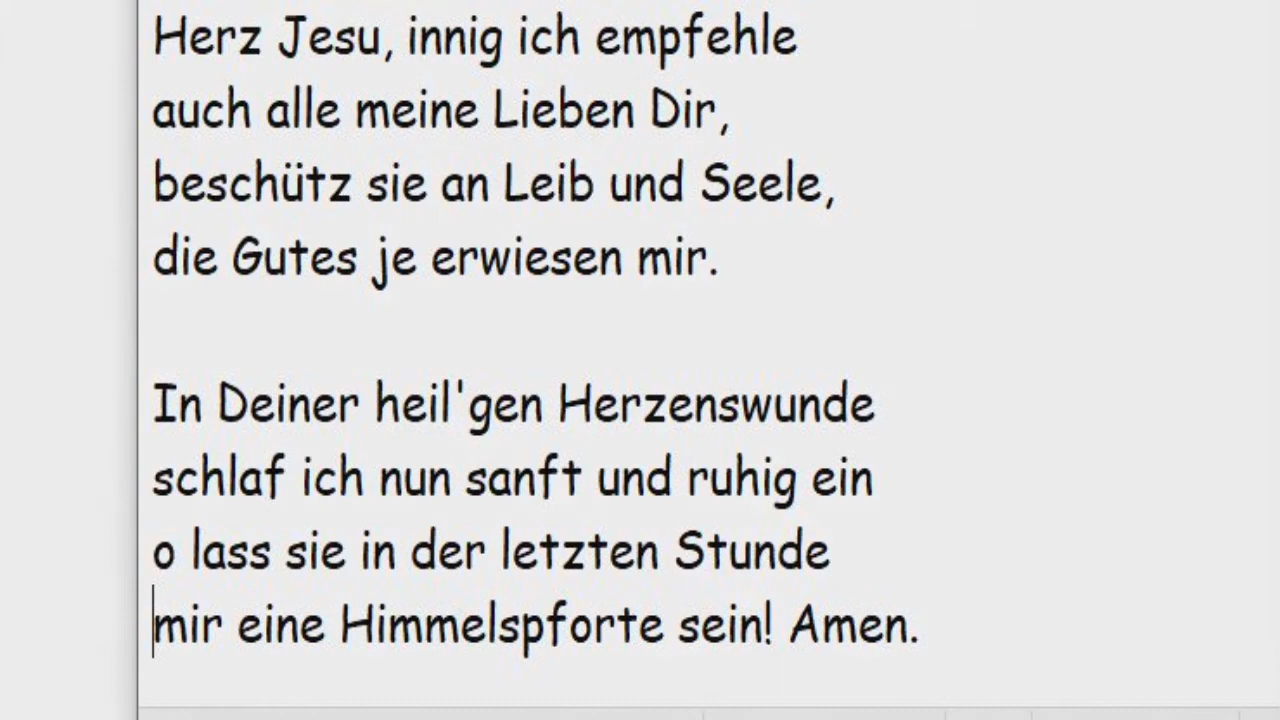 Herz Jesu, innig ich empfehle
auch alle meine Lieben Dir,
beschütz sie an Leib und Seele,
die Gutes je erwiesen mir.
In Deiner heil'gen Herzenswunde
schlaf ich nun sanft und ruhig ein
o lass sie in der letzten Stunde
mir eine Himmelspforte sein! Amen.